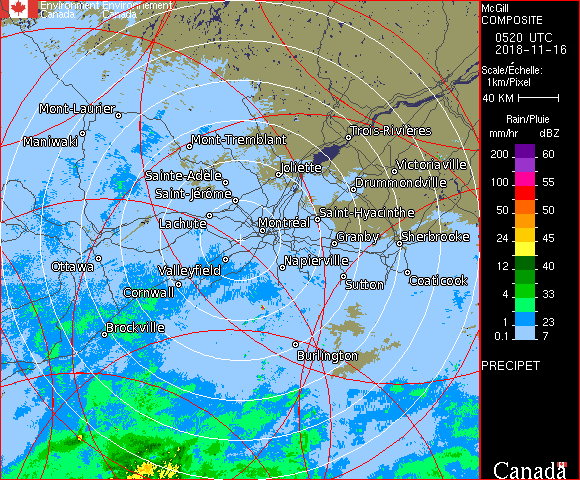 Environment Environnement
Canada Canada
Mont-Laurier
Maniwaki
Mont-Tremblant
Trois-Rivières
Sainte-Adèle
Joliette
Victoriaville
Saint-Jérôme
Drummondville
Lachute
Montréal
Saint-Hyacinthe
Granby
Sherbrooke
Ottawa
Valleyfield
Napierville
Cornwall
Sutton
Coaticook
Brockville
Burlington
McGill
COMPOSITE
0520 UTC
2018-11-16
Scale/Échelle:
1km/Pixel
40 KM
Rain/Pluie
mm/hr dBZ
200 60
100 55
50 50
24 45
12 40
4 33
1 23
0.1 7
PRECIPET
Canada